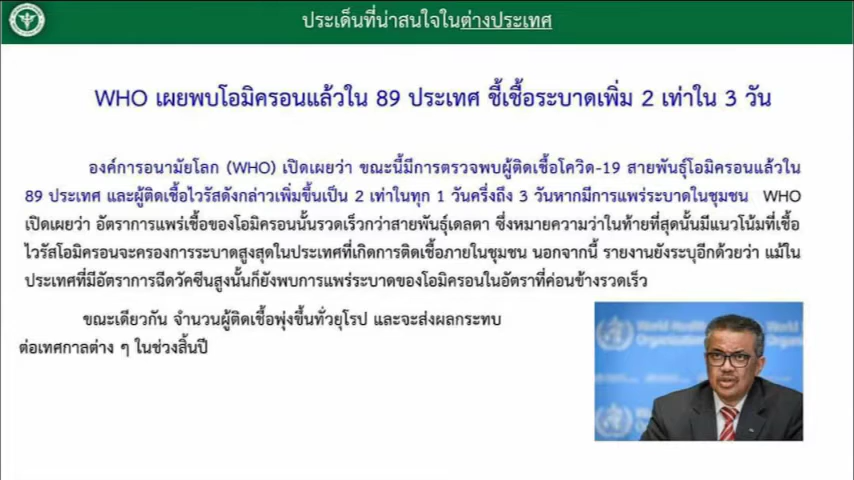 ประเด็นที่น่าสนใจในต่างประเทศ
WHO เผยพบโอมิครอนแล้วใน 89 ประเทศ ชี้เชื้อระบาดเพิ่ม 2 เท่าใน 3 วัน
องค์การอนามัยโลก (WHO) เปิดเผยว่า ขณะนี้มีการตรวจพบผู้ติดเชื้อโควิด-19 สายพันธุ์โอมิครอนแล้วใน
89 ประเทศ และผู้ติดเชื้อไวรัสดังกล่าวเพิ่มขึ้นเป็น 2 เท่าในทุก 1 วันครึ่งถึง 3 วันหากมีการแพร่ระบาดในชุมชน WHO
เปิดเผยว่า อัตราการแพร่เชื้อของโอมิครอนนั้นรวดเร็วกว่าสายพันธุ์เดลตา ซึ่งหมายความว่าในท้ายที่สุดนั้นมีแนวโน้มที่เชื้อ
ไวรัสโอมิครอนจะครองการระบาดสูงสุดในประเทศที่เกิดการติดเชื้อภายในชุมชน นอกจากนี้ รายงานยังระบุอีกด้วยว่า แม้ใน
ประเทศที่มีอัตราการฉีดวัคซีนสูงนั้นก็ยังพบการแพร่ระบาดของโอมิครอนในอัตราที่ค่อนข้างรวดเร็ว
ขณะเดียวกัน จำนวนผู้ติดเชื้อพุ่งขึ้นทั่วยุโรป และจะส่งผลกระทบ
ต่อเทศกาลต่าง ๆ ในช่วงสิ้นปี
World Health
Organization